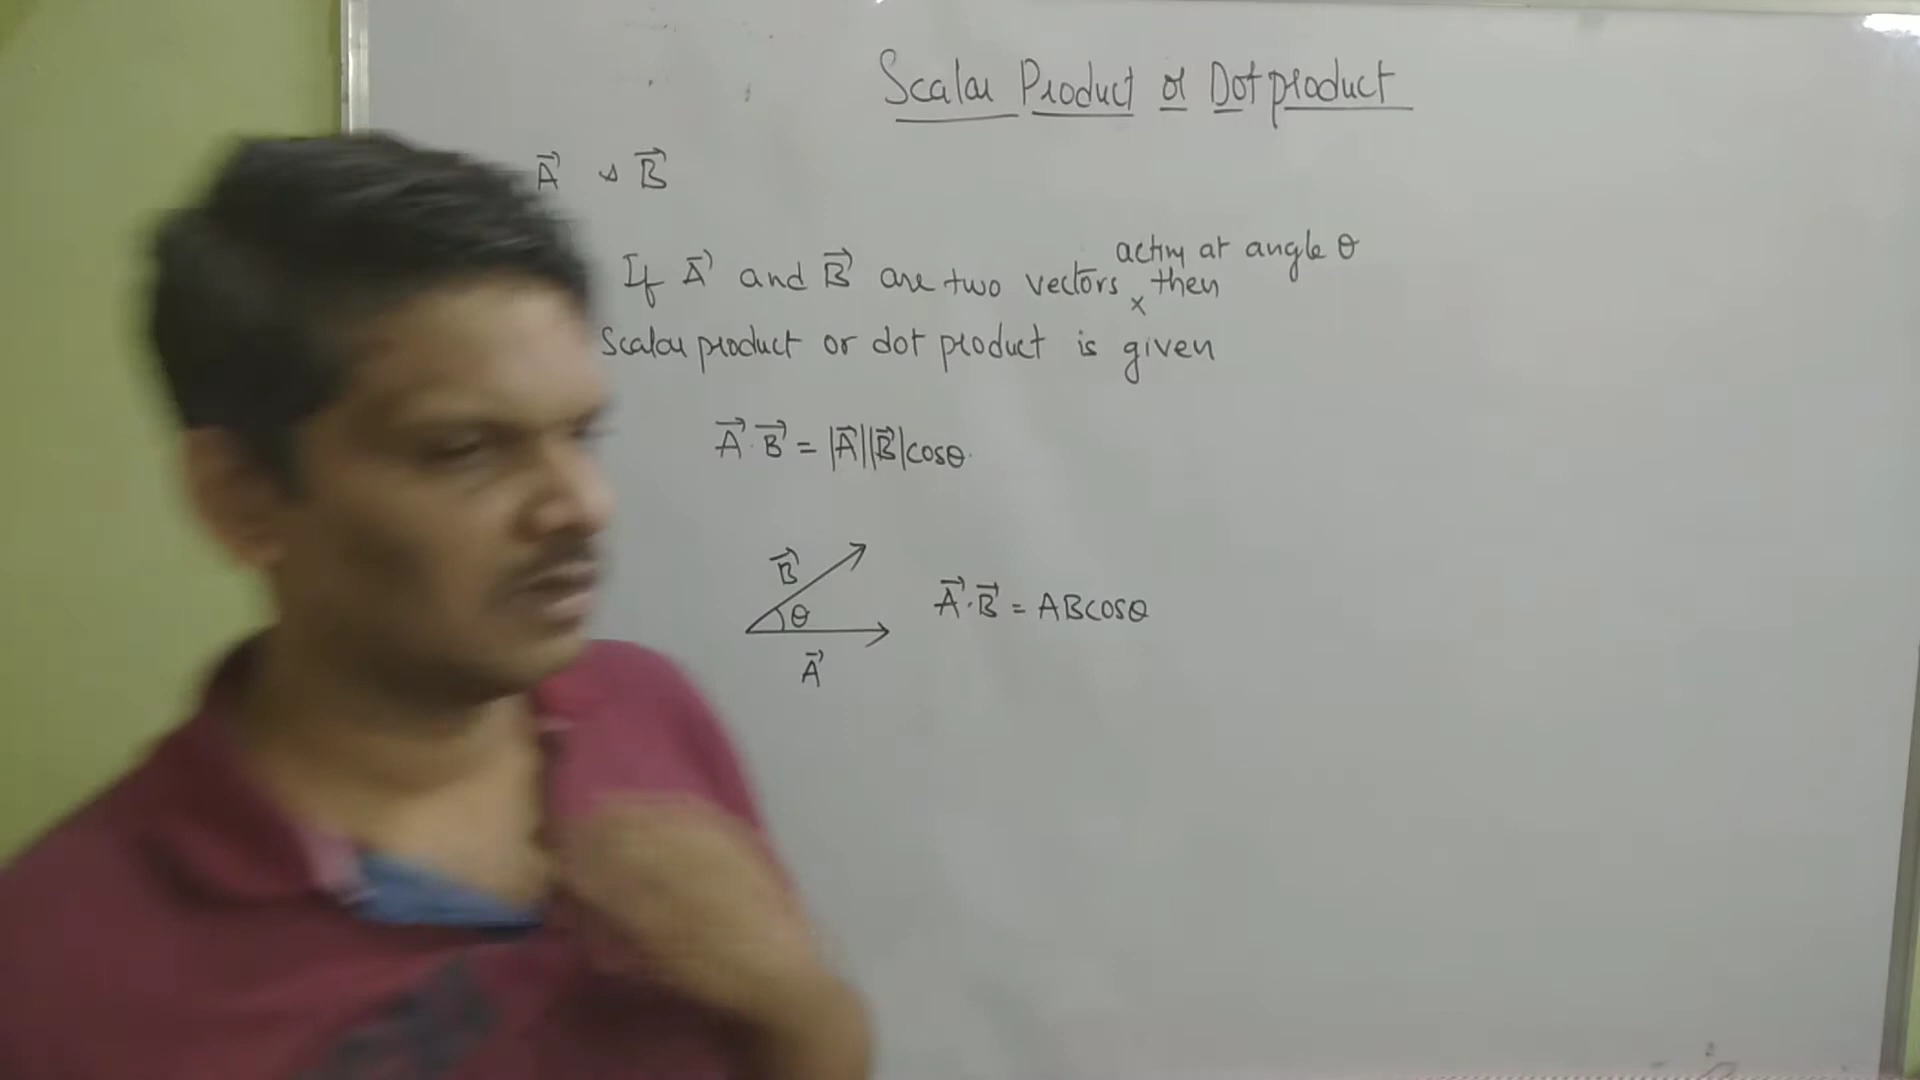 Scalar Product or Dot product
A⃗ & B⃗
acting at angle θ
If A⃗ and B⃗ are two vectors x then
Scalar product or dot product is given
A⃗ · B⃗ = |A⃗||B⃗|cosθ
B⃗
θ
A⃗
A⃗ · B⃗ = ABcosθ